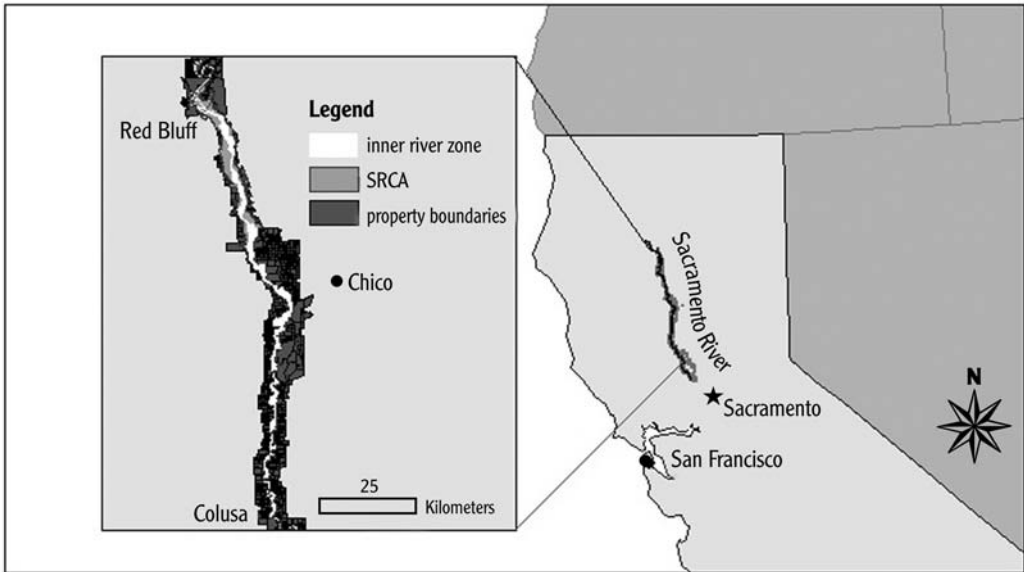 Red Bluff
Legend
inner river zone
SRCA
property boundaries
Chico
Colusa
25
Kilometers
Sacramento River
Sacramento
San Francisco
N